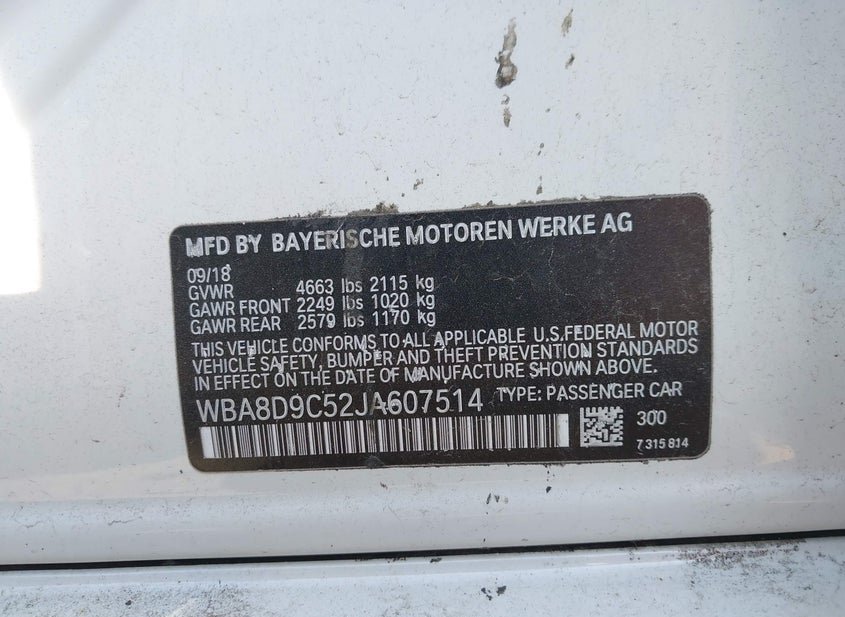 MFD BY BAYERISCHE MOTOREN WERKE AG
09/18
GVWR 4663 lbs 2115 kg
GAWR FRONT 2249 lbs 1020 kg
GAWR REAR 2579 lbs 1170 kg
THIS VEHICLE CONFORMS TO ALL APPLICABLE U.S.FEDERAL MOTOR
VEHICLE SAFETY, BUMPER AND THEFT PREVENTION STANDARDS
IN EFFECT ON THE DATE OF MANUFACTURE SHOWN ABOVE.
WBA8D9C52JA607514 TYPE: PASSENGER CAR
300
7 315 814